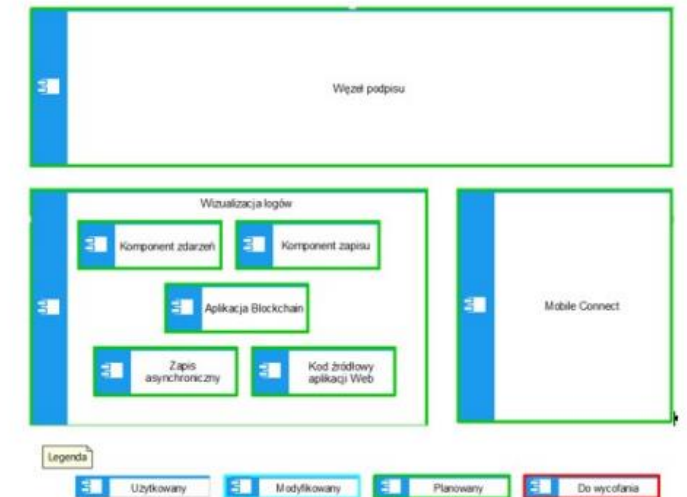 Węzeł podpisu
Wizualizacja logów
Komponent zdarzeń
Komponent zapisu
Aplikacja Blockchain
Zapis
asynchroniczny
Kod źródłowy
aplikacji Web
Mobile Connect
Legenda
Użytkowany
Modyfikowany
Planowany
Do wycofania